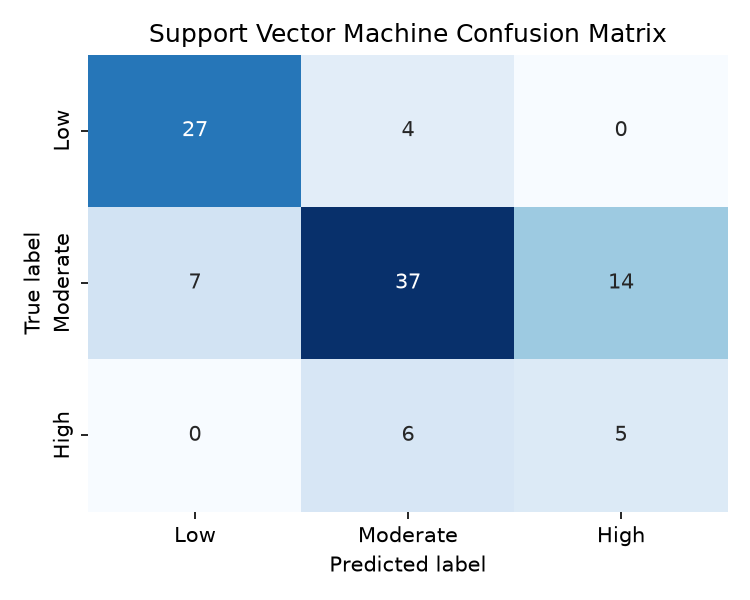 Support Vector Machine Confusion Matrix
True label
Low
27 4 0
Moderate
7 37 14
High
0 6 5
Low Moderate High
Predicted label